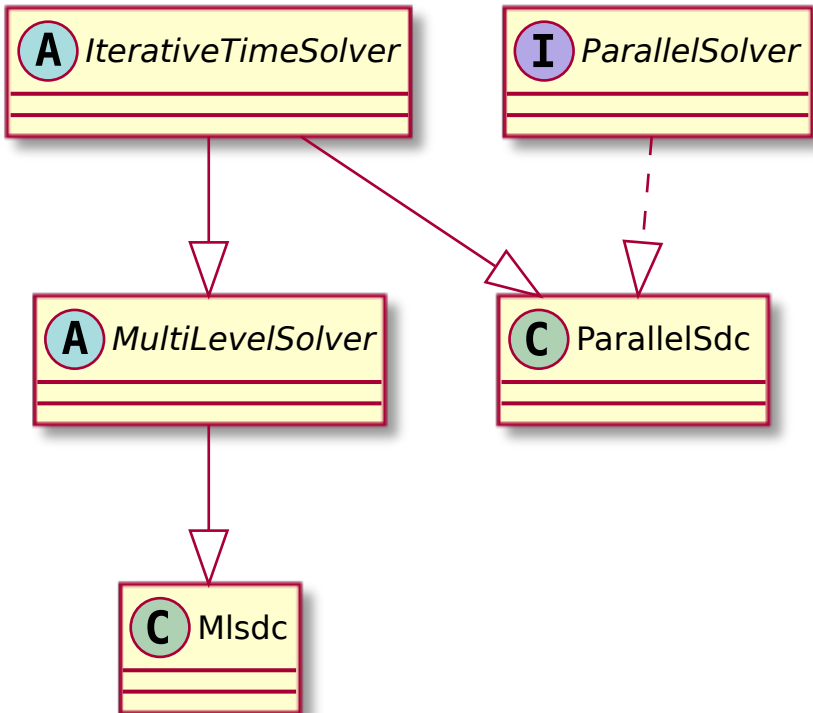 A IterativeTimeSolver
I ParallelSolver
A MultiLevelSolver
C ParallelSdc
C Mlsdc